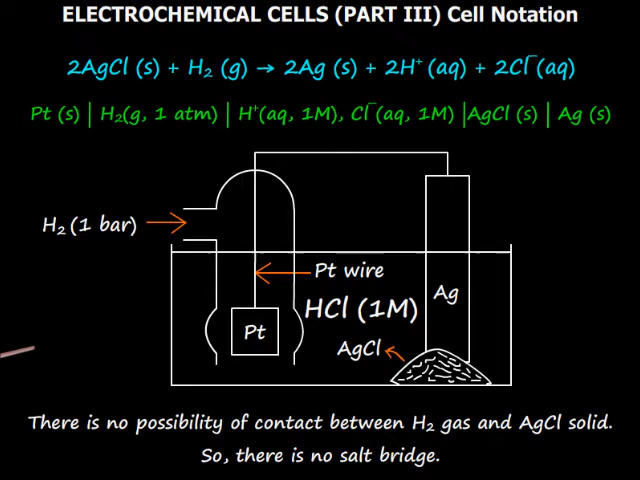 ELECTROCHEMICAL CELLS (PART III) Cell Notation
2AgCl (s) + H₂ (g) → 2Ag (s) + 2H⁺ (aq) + 2Cl⁻(aq)
Pt (s) | H₂(g, 1 atm) | H⁺(aq, 1M), Cl⁻(aq, 1M) |AgCl (s) | Ag (s)
H₂ (1 bar)
Pt wire
HCl (1M)
Ag
Pt
AgCl
There is no possibility of contact between H₂ gas and AgCl solid.
So, there is no salt bridge.